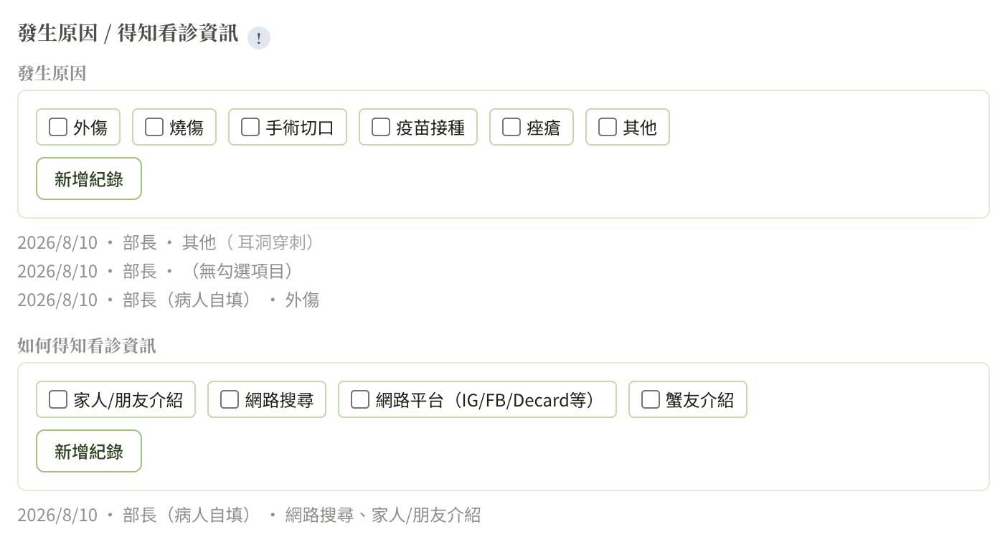 發生原因 / 得知看診資訊 !
發生原因
外傷 燒傷 手術切口 疫苗接種 痤瘡 其他
新增紀錄
2026/8/10 · 部長 · 其他（ 耳洞穿刺）
2026/8/10 · 部長 · （無勾選項目）
2026/8/10 · 部長（病人自填） · 外傷
如何得知看診資訊
家人/朋友介紹 網路搜尋 網路平台（IG/FB/Decard等） 蟹友介紹
新增紀錄
2026/8/10 · 部長（病人自填） · 網路搜尋、家人/朋友介紹